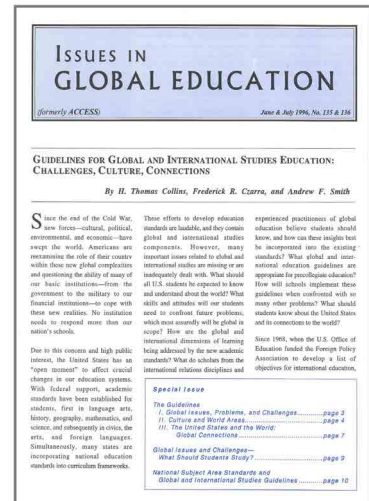 ISSUES IN
GLOBAL EDUCATION
(formerly ACCESS)
June & July 1996, No. 135 & 136
GUIDELINES FOR GLOBAL AND INTERNATIONAL STUDIES EDUCATION:
CHALLENGES, CULTURE, CONNECTIONS
By H. Thomas Collins, Frederick R. Czarra, and Andrew F. Smith
Since the end of the Cold War,
new forces—cultural, political,
environmental, and economic—have
swept the world. Americans are
reexamining the role of their country
within these new global complexities
and questioning the ability of many of
our basic institutions—from the
government to the military to our
financial institutions—to cope with
these new realities. No institution
needs to respond more than our
nation's schools.
Due to this concern and high public
interest, the United States has an
"open moment" to affect crucial
changes in our education systems.
With federal support, academic
standards have been established for
students, first in language arts,
history, geography, mathematics, and
science, and subsequently in civics, the
arts, and foreign languages.
Simultaneously, many states are
incorporating national education
standards into curriculum frameworks.
These efforts to develop education
standards are laudable, and they contain
global and international studies
components. However, many
important issues related to global and
international studies are missing or are
inadequately dealt with. What should
all U.S. students be expected to know
and understand about the world? What
skills and attitudes will our students
need to confront future problems,
which most assuredly will be global in
scope? How are the global and
international dimensions of learning
being addressed by the new academic
standards? What do scholars from the
international relations disciplines and
experienced practitioners of global
education believe students should
know, and how can these insights best
be incorporated into the existing
standards? What global and inter-
national education guidelines are
appropriate for precollegiate education?
How will schools implement these
guidelines when confronted with so
many other problems? What should
students know about the United States
and its connections to the world?
Since 1968, when the U.S. Office of
Education funded the Foreign Policy
Association to develop a list of
objectives for international education,
Special Issue
The Guidelines
I. Global Issues, Problems, and Challenges...............page 3
II. Culture and World Areas.................................page 4
III. The United States and the World:
Global Connections.................................page 7
Global Issues and Challenges—
What Should Students Study?............................page 9
National Subject Area Standards and
Global and International Studies Guidelines.........page 10